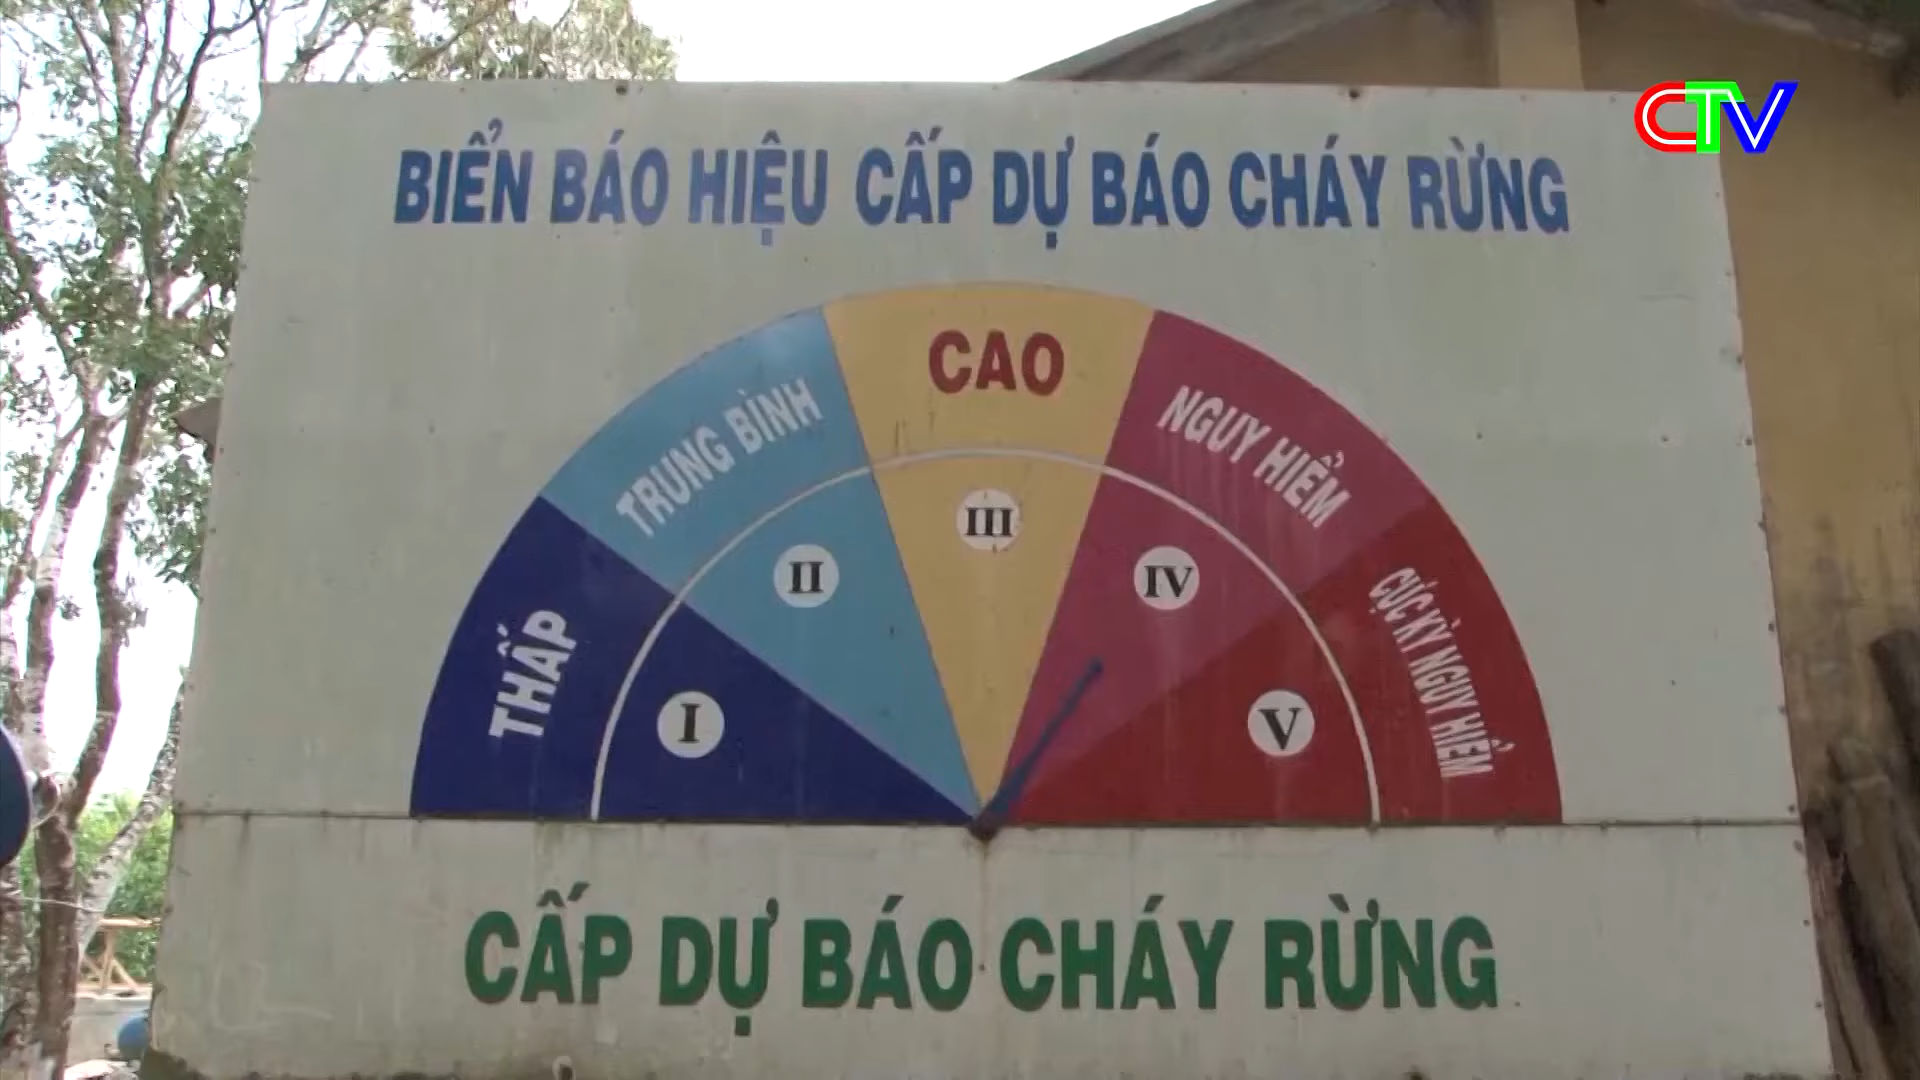 CTV
BIỂN BÁO HIỆU CẤP DỰ BÁO CHÁY RỪNG
THẤP
TRUNG BÌNH
CAO
NGUY HIỂM
CỰC KỲ NGUY HIỂM
I
II
III
IV
V
CẤP DỰ BÁO CHÁY RỪNG